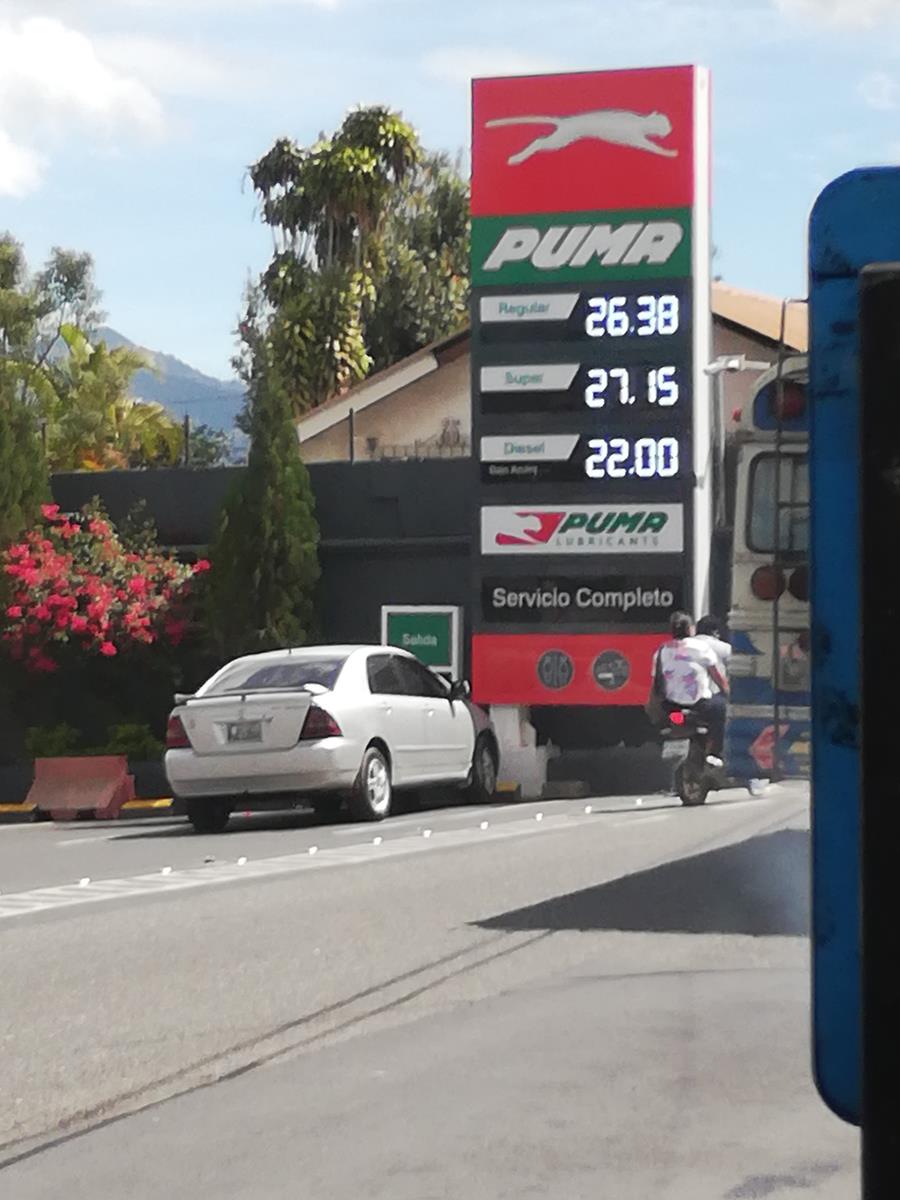 PUMA
Regular 26.38
Super 27.15
Diesel 22.00
PUMA
LUBRICANTS
Servicio Completo
Salida